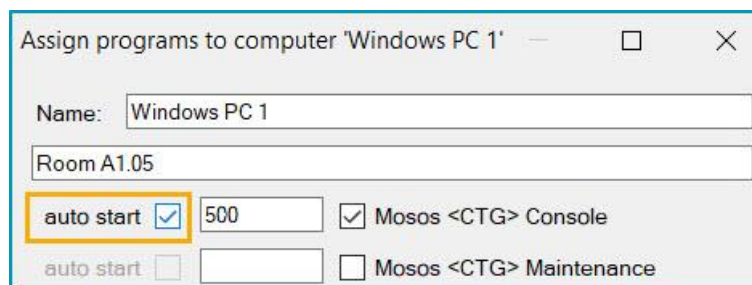 Assign programs to computer 'Windows PC 1'
Name: Windows PC 1
Room A1.05
auto start 500 Mosos <CTG> Console
auto start Mosos <CTG> Maintenance